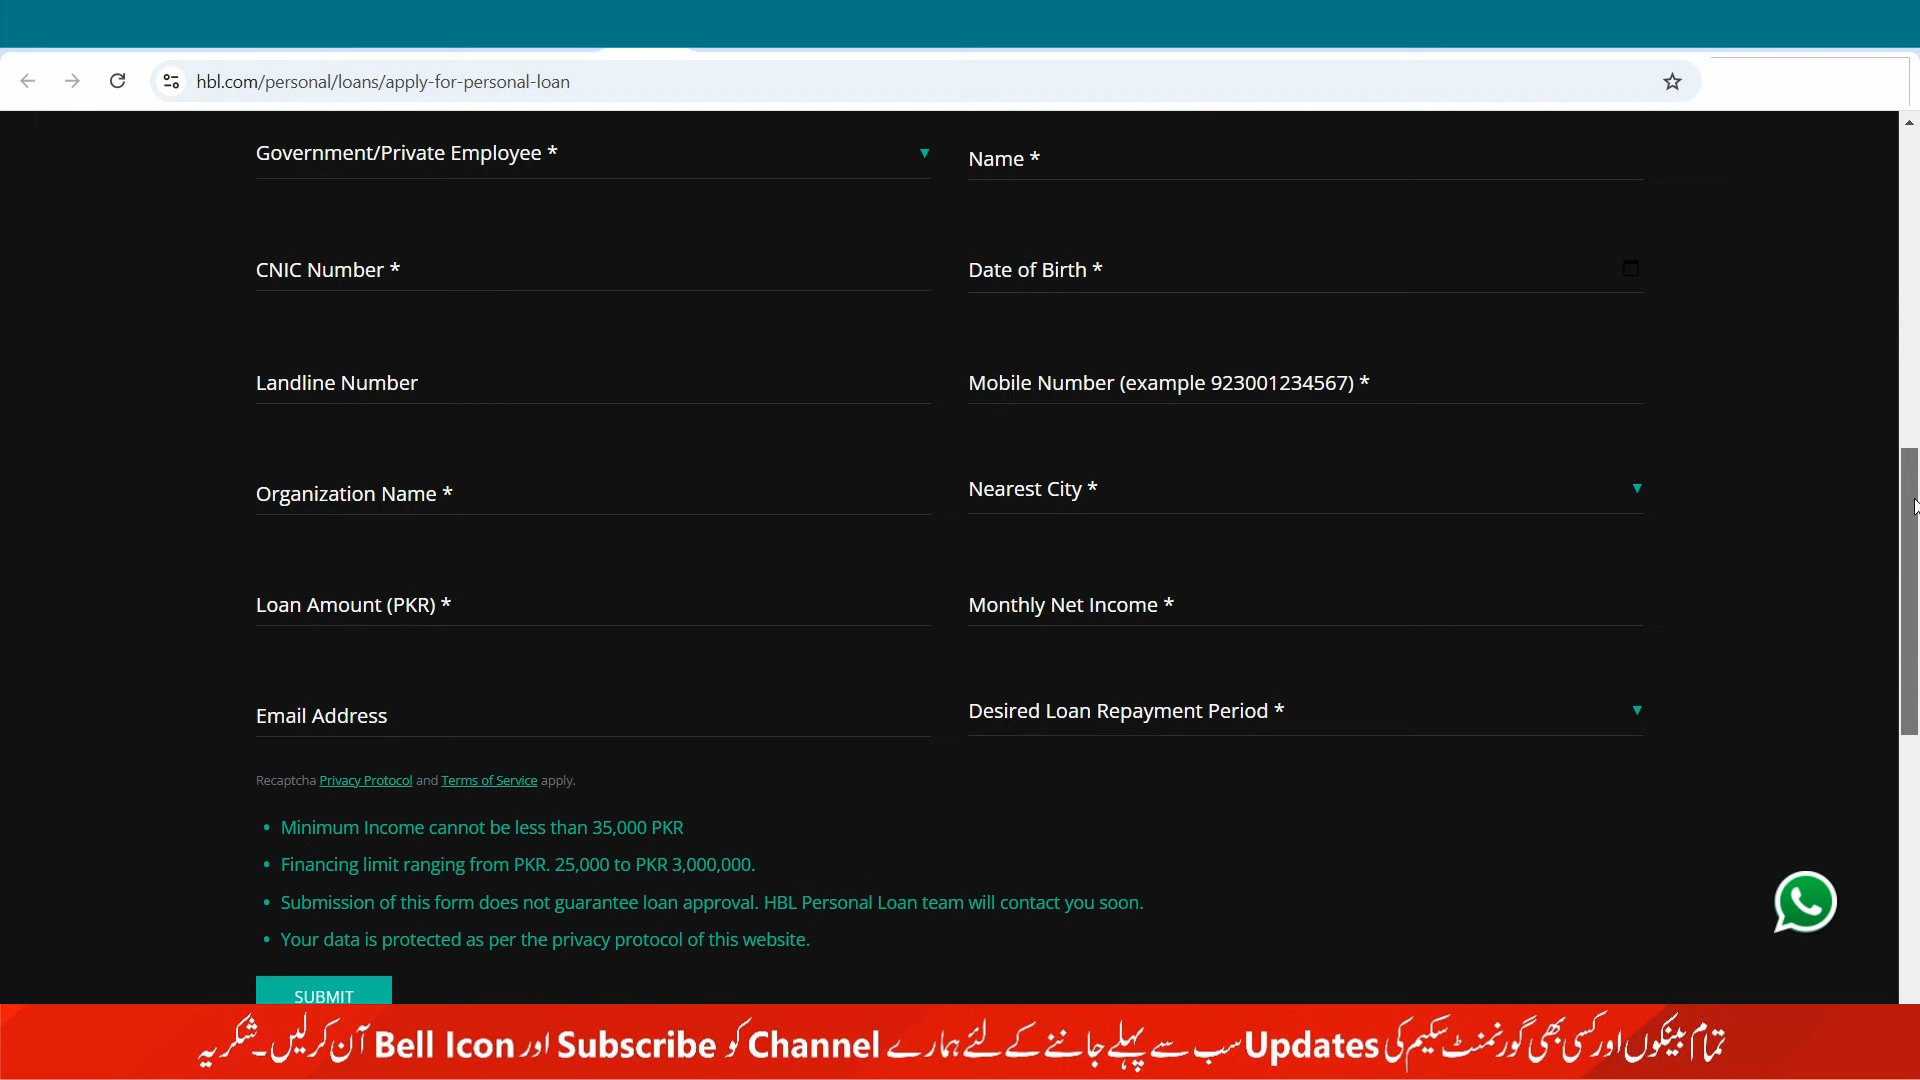 hbl.com/personal/loans/apply-for-personal-loan
Government/Private Employee *
Name *
CNIC Number *
Date of Birth *
Landline Number
Mobile Number (example 923001234567) *
Organization Name *
Nearest City *
Loan Amount (PKR) *
Monthly Net Income *
Email Address
Desired Loan Repayment Period *
Recaptcha Privacy Protocol and Terms of Service apply.
• Minimum Income cannot be less than 35,000 PKR
• Financing limit ranging from PKR. 25,000 to PKR 3,000,000.
• Submission of this form does not guarantee loan approval. HBL Personal Loan team will contact you soon.
• Your data is protected as per the privacy protocol of this website.
SUBMIT
تمام بینکوں اور کسی بھی گورنمنٹ سکیم کی Updates سب سے پہلے جاننے کے لئے ہمارے Channel کو Subscribe اور Bell Icon آن کر لیں۔ شکریہ